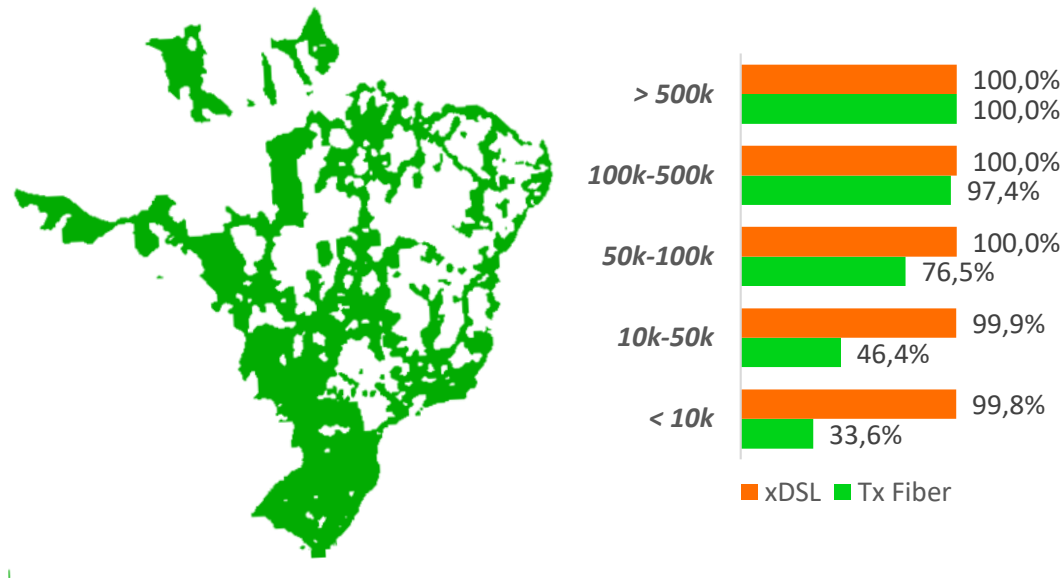 > 500k
100,0%
100,0%
100k-500k
100,0%
97,4%
50k-100k
100,0%
76,5%
10k-50k
99,9%
46,4%
< 10k
99,8%
33,6%
xDSL Tx Fiber